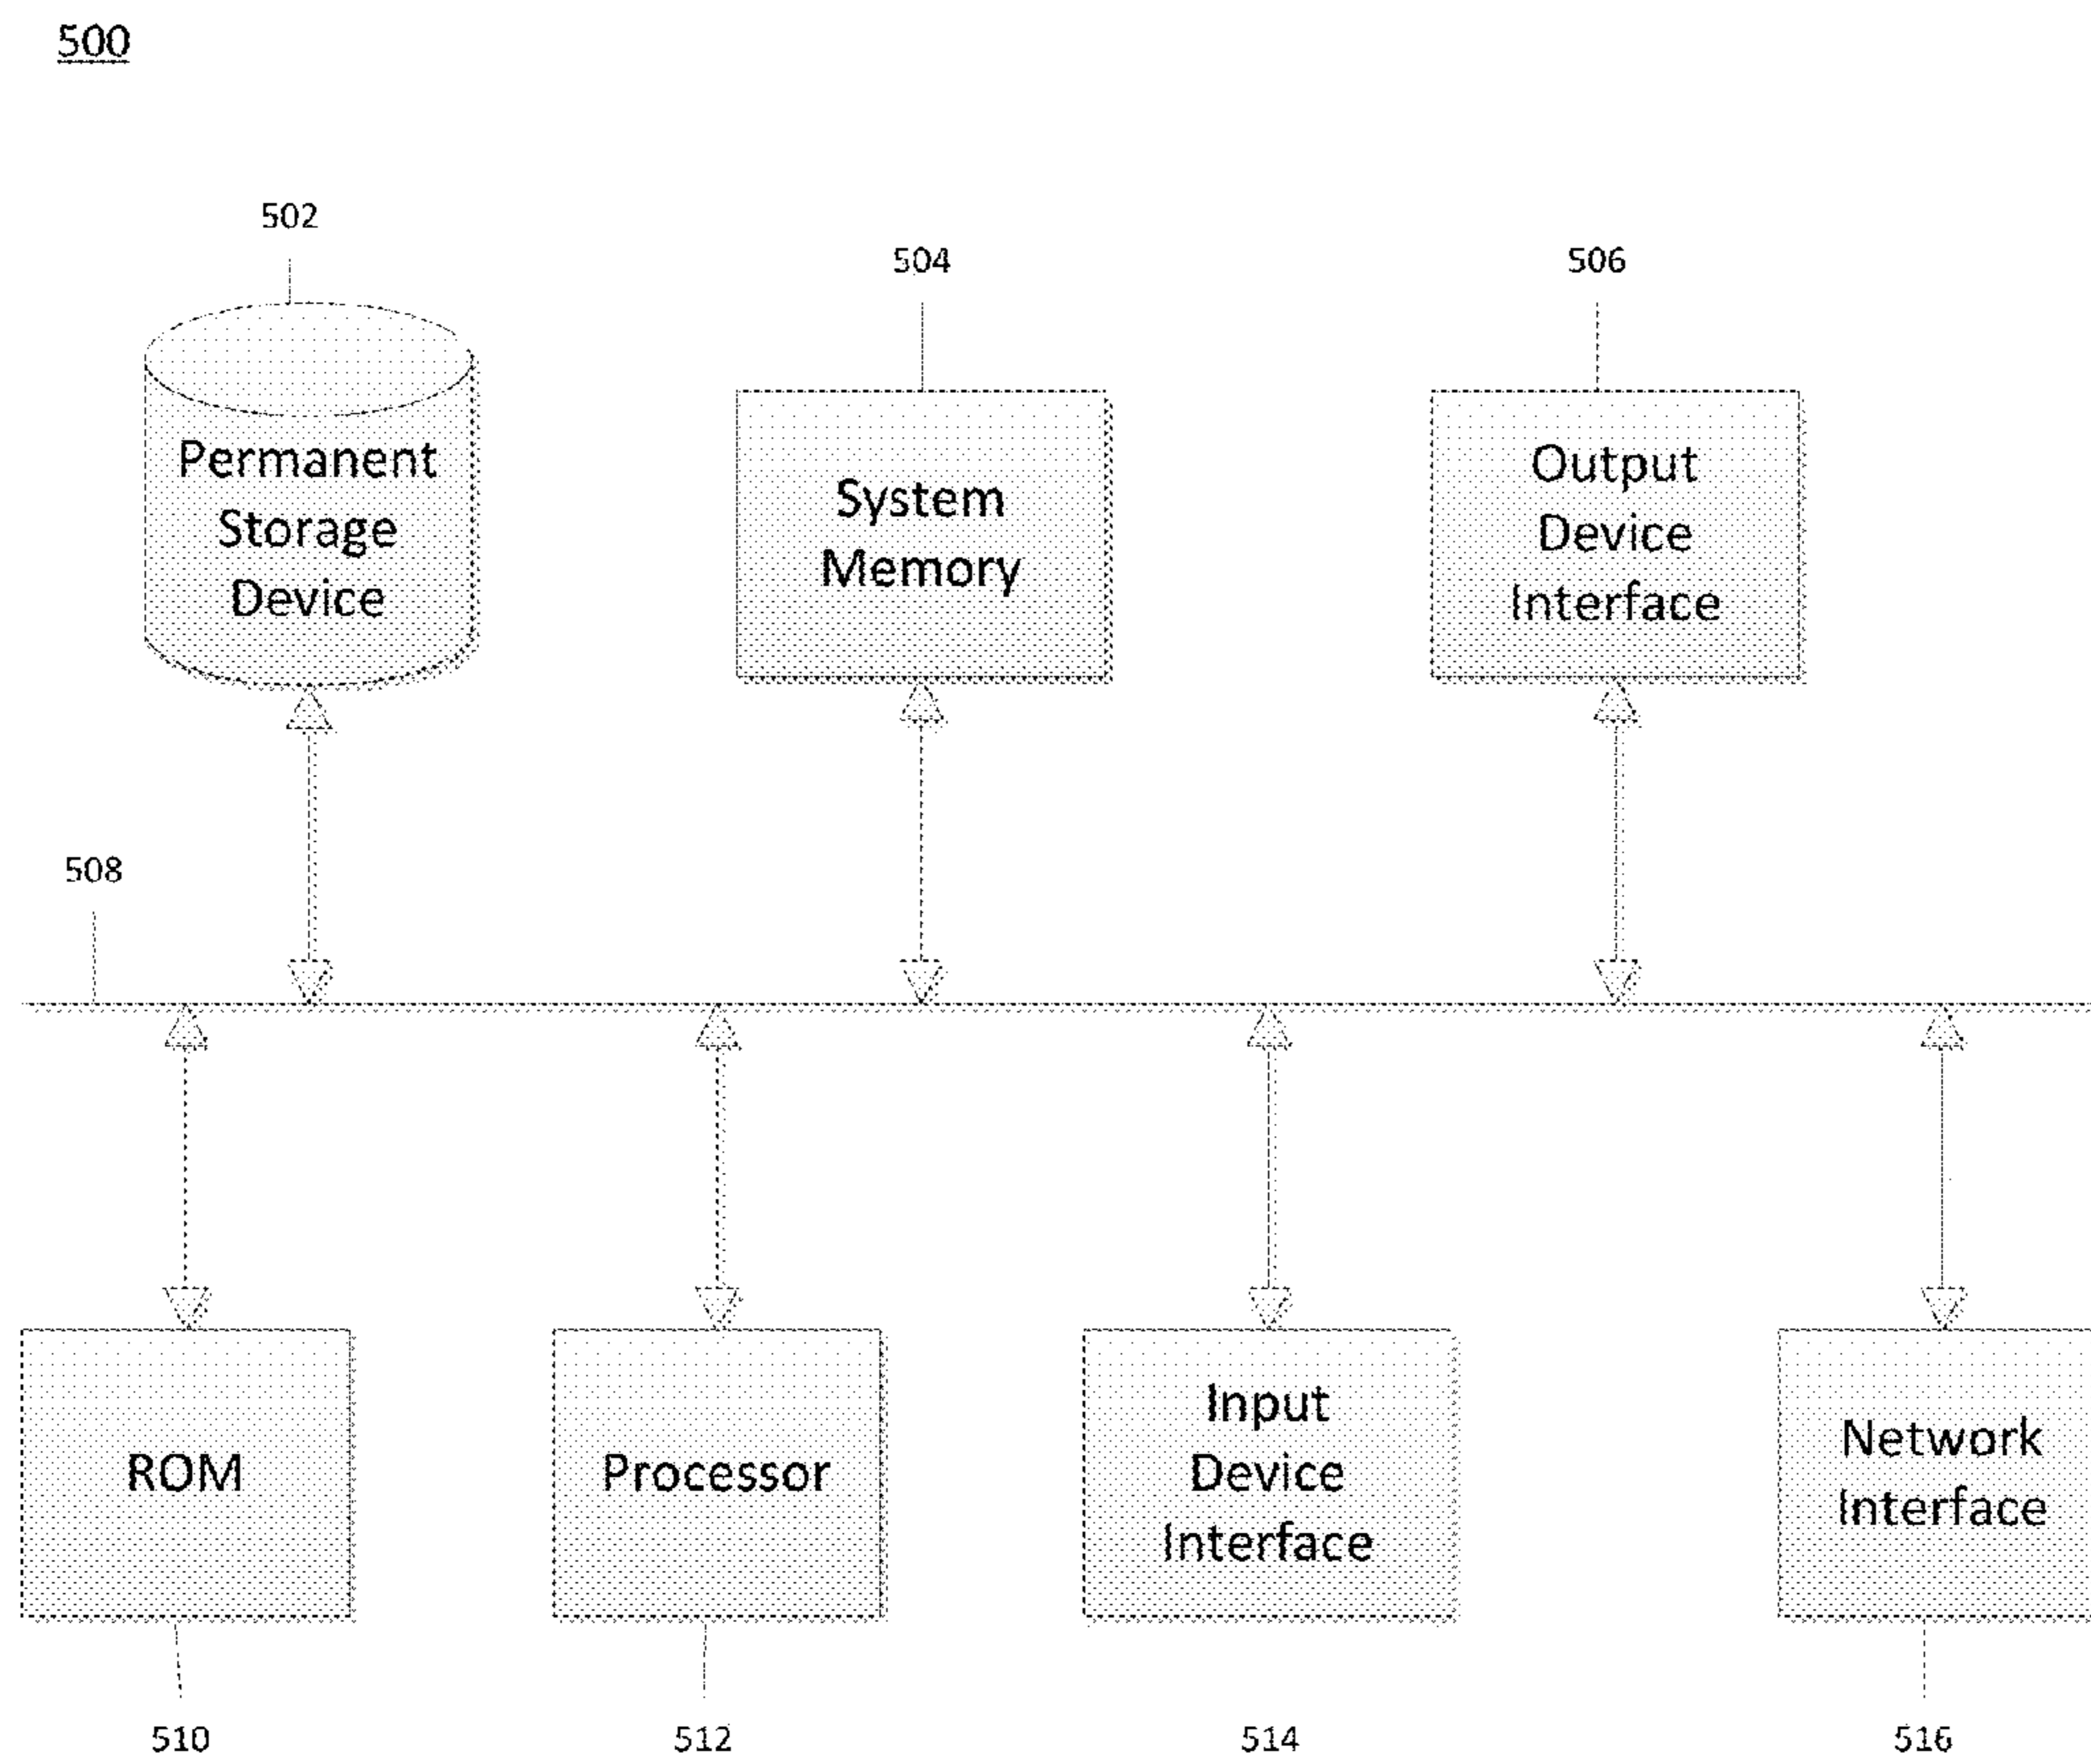 500
502
504
506
Permanent
Storage
Device
System
Memory
Output
Device
Interface
508
ROM
Processor
Input
Device
Interface
Network
Interface
510
512
514
516